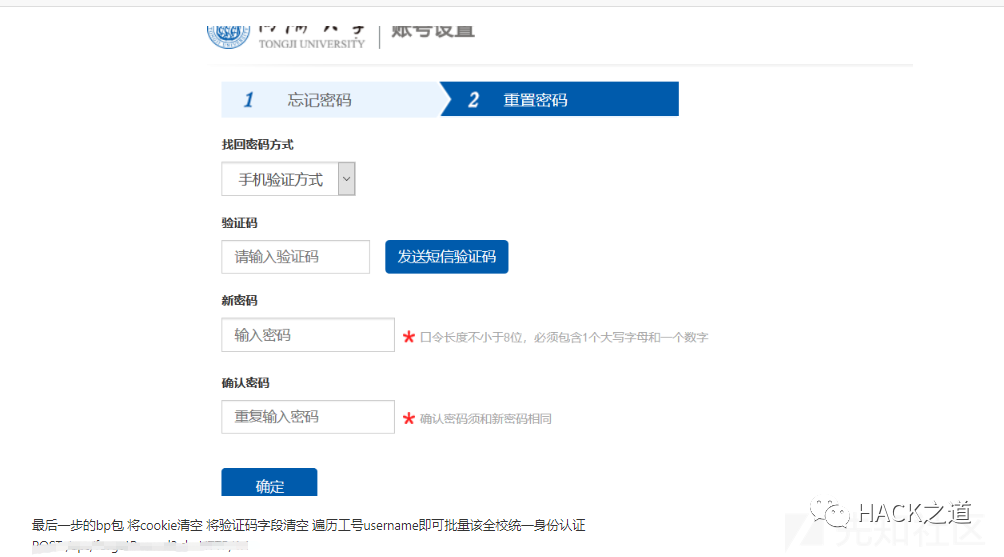 TONGJI UNIVERSITY
账号设置
1 忘记密码
2 重置密码
找回密码方式
手机验证方式
验证码
请输入验证码 发送短信验证码
新密码
输入密码 * 口令长度不小于8位，必须包含1个大写字母和一个数字
确认密码
重复输入密码 * 确认密码须和新密码相同
确定
HACK之道
最后一步的bp包 将cookie清空 将验证码字段清空 遍历工号username即可批量该全校统一身份认证